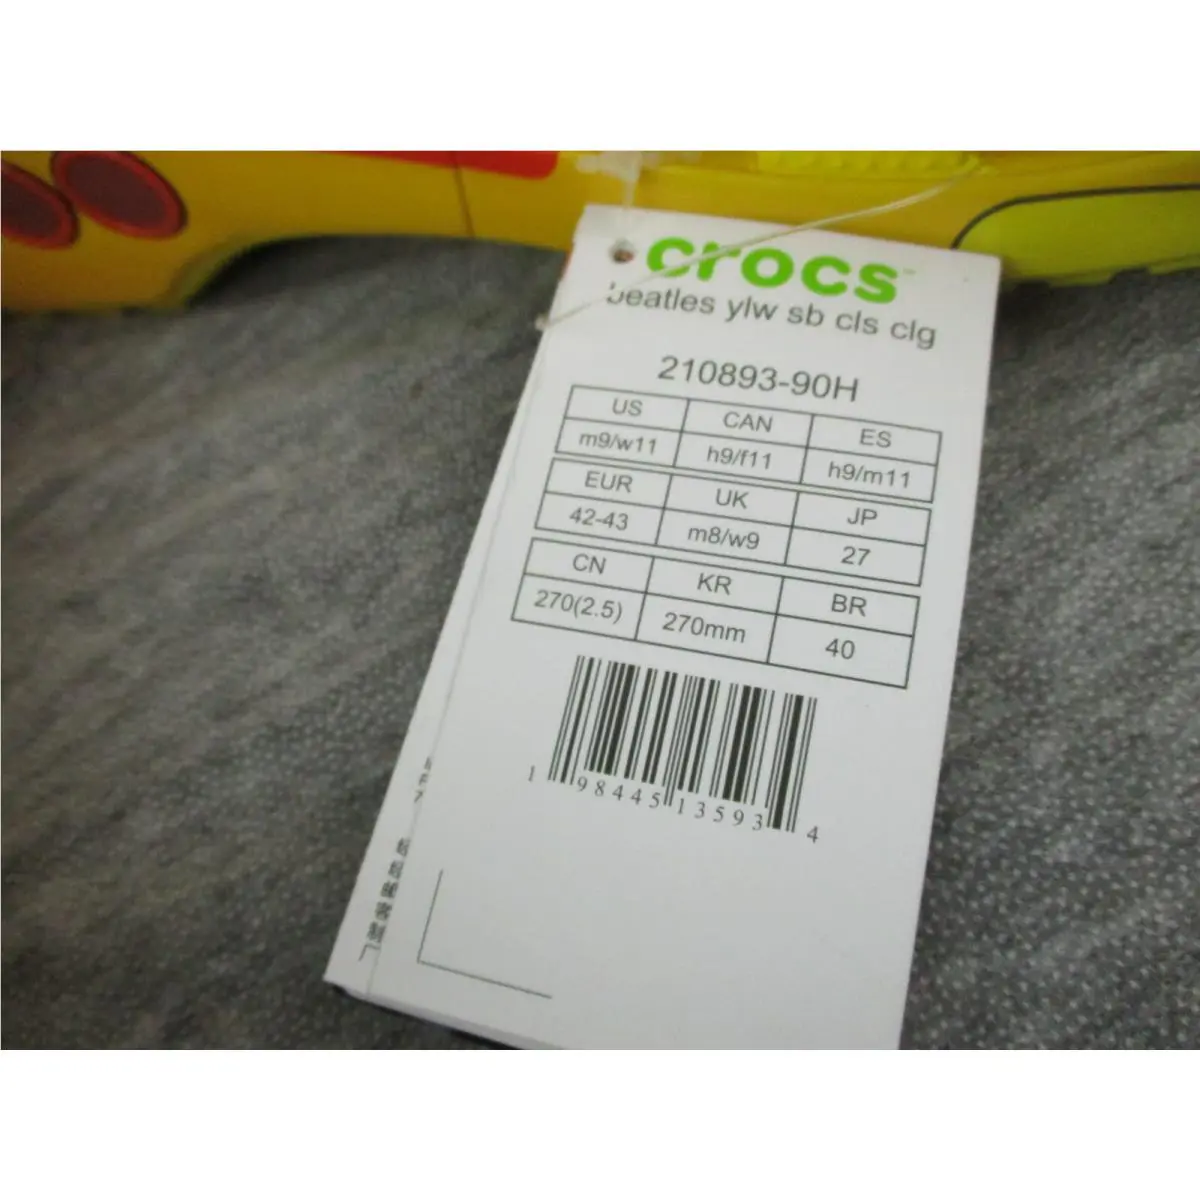 crocs™
beatles ylw sb cls clg
210893-90H
US CAN ES
m9/w11 h9/f11 h9/m11
EUR UK JP
42-43 m8/w9 27
CN KR BR
270(2.5) 270mm 40
1 98445 13593 4